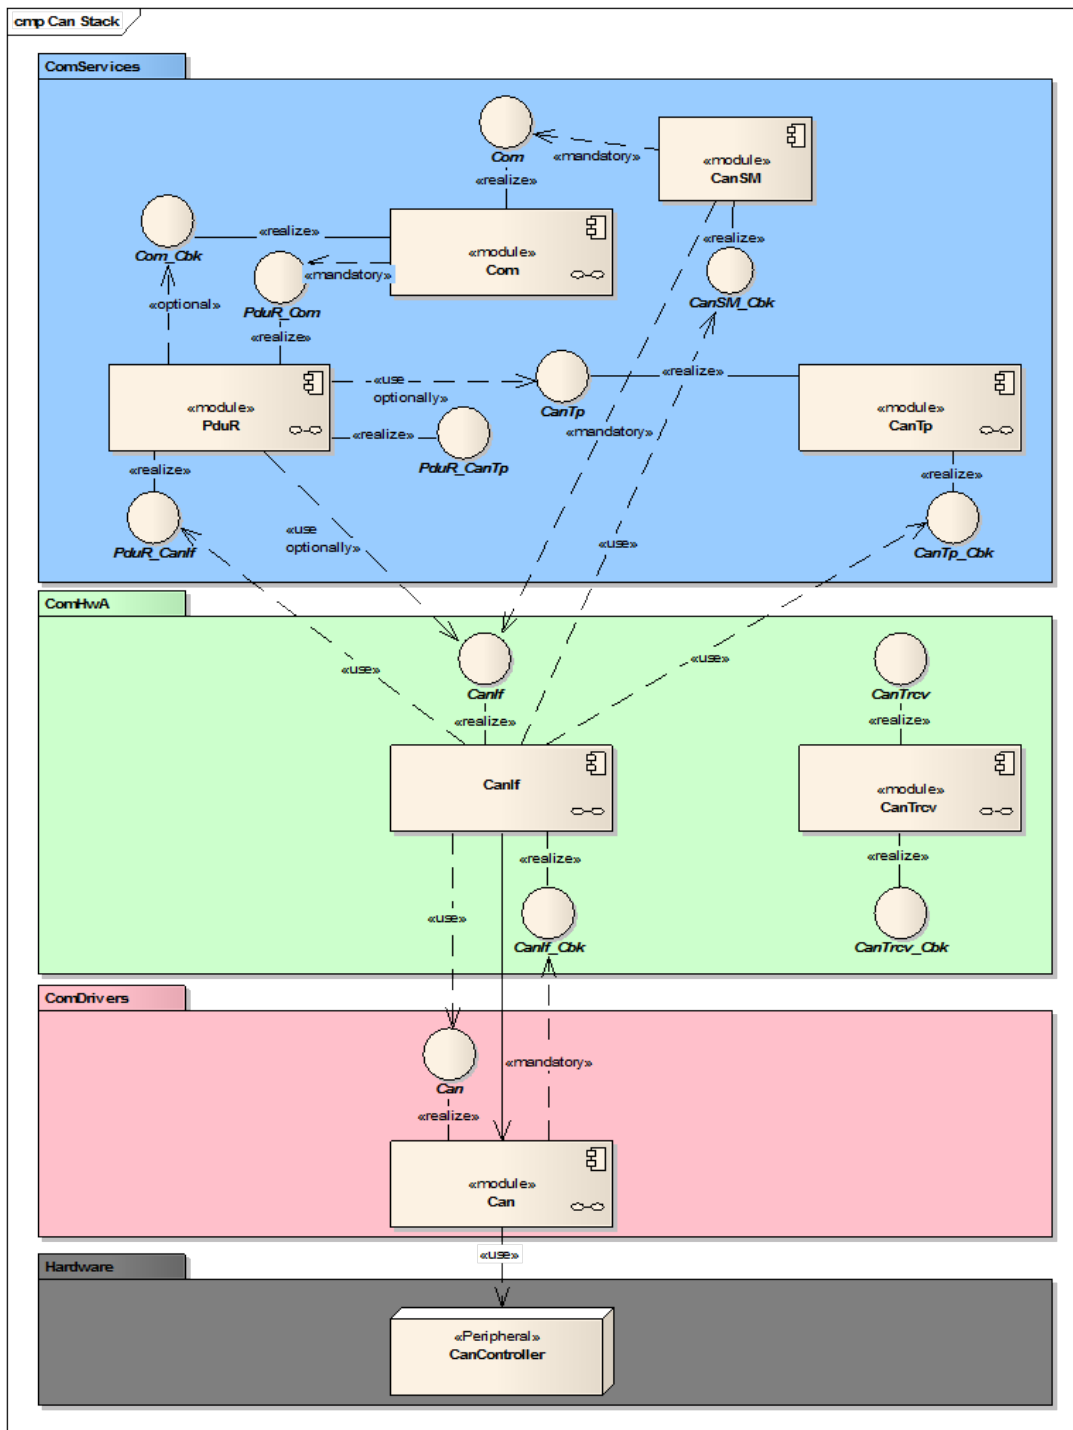 cmp Can Stack
ComServices
Com
«mandatory»
«module»
CanSM
«realize»
«realize»
Com_Cbk
«realize»
«module»
Com
«mandatory»
PduR_Com
«realize»
CanSM_Cbk
«optional»
«realize»
«module»
PduR
«use
optionally»
CanTp
«realize»
«module»
CanTp
«realize»
PduR_CanTp
«mandatory»
«realize»
PduR_CanIf
«use
optionally»
«use»
«realize»
CanTp_Cbk
ComHwA
«use»
CanIf
«realize»
«use»
CanTrcv
«realize»
CanIf
«module»
CanTrcv
«realize»
CanIf_Cbk
«use»
«realize»
CanTrcv_Cbk
ComDrivers
Can
«realize»
«mandatory»
«module»
Can
«use»
Hardware
«Peripheral»
CanController